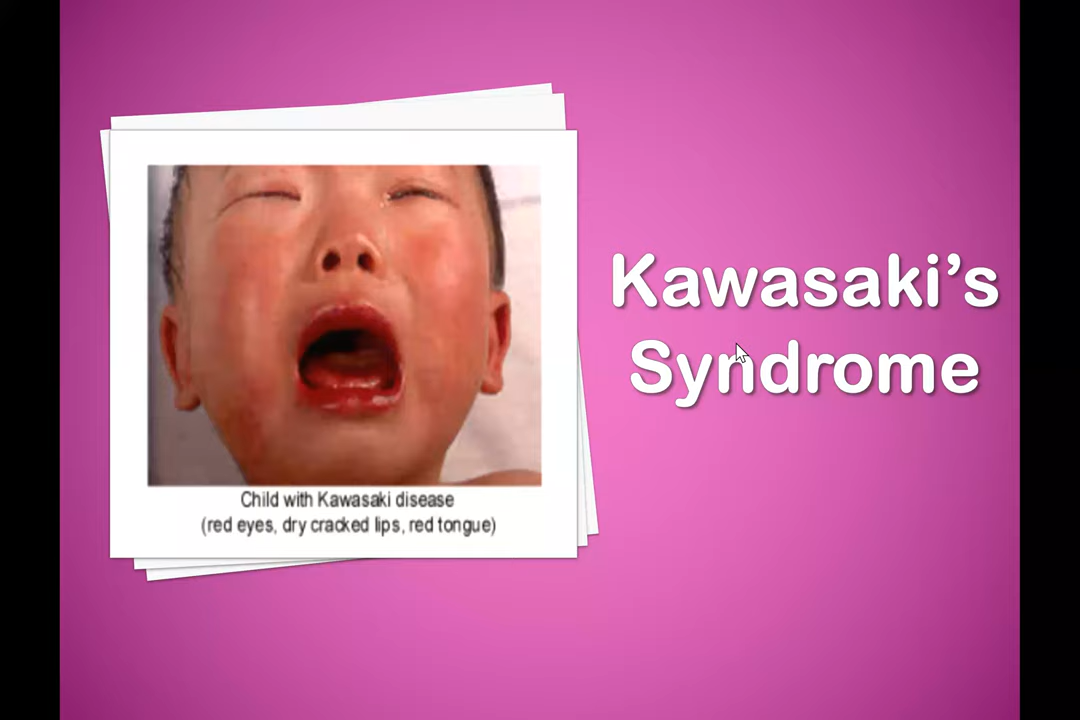 Kawasaki’s
Syndrome
Child with Kawasaki disease
(red eyes, dry cracked lips, red tongue)